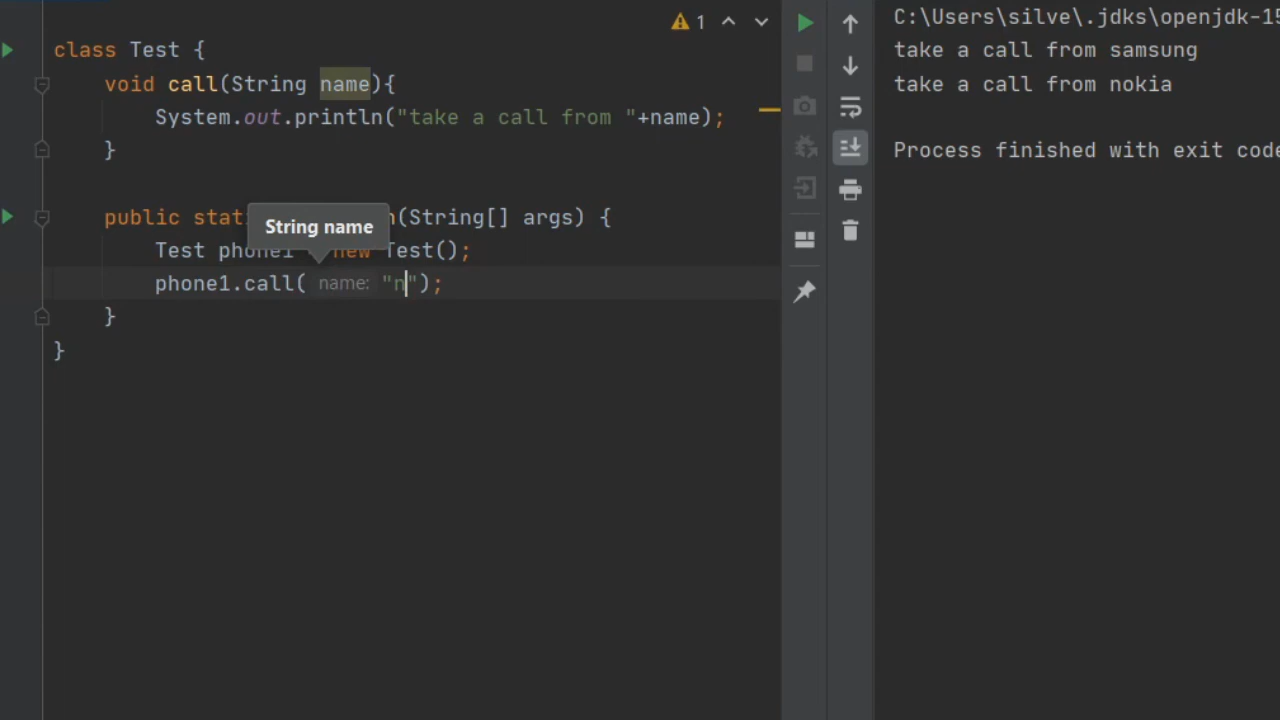 1
class Test {
void call(String name){
System.out.println("take a call from "+name);
}
public stati (String[] args) {
String name
Test phone1 new Test();
phone1.call( name: "n");
}
}
C:\Users\silve\.jdks\openjdk-15
take a call from samsung
take a call from nokia
Process finished with exit code